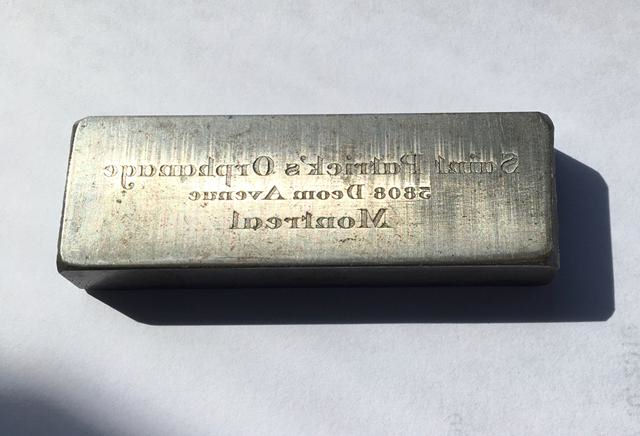 Saint Patrick's Orphanage
5808 Deom Avenue
Montreal